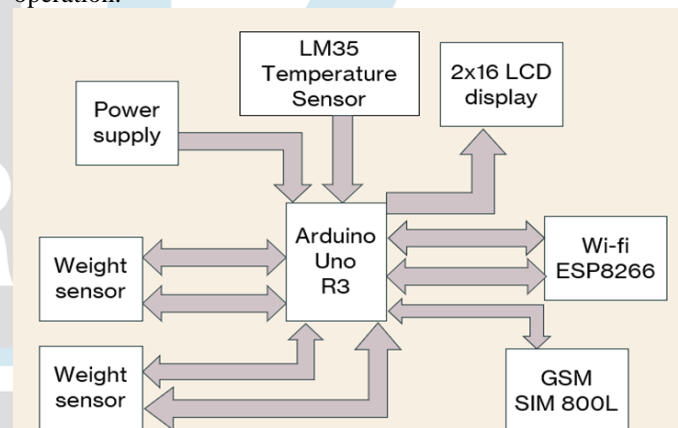 operation.
LM35
Temperature
Sensor
2x16 LCD
display
Power
supply
Arduino
Uno
R3
Wi-fi
ESP8266
Weight
sensor
Weight
sensor
GSM
SIM 800L